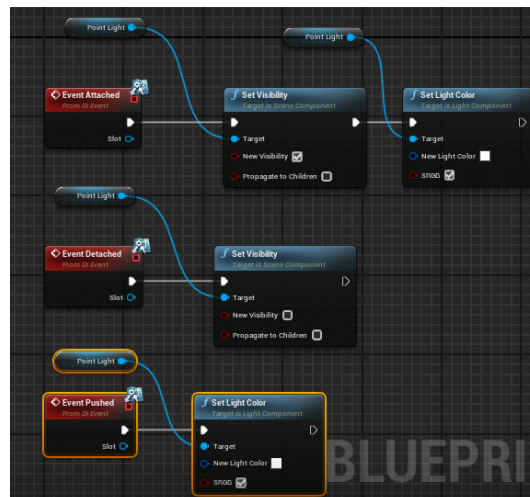 Point Light
Point Light
Event Attached
From DI Event
Slot
Set Visibility
Target is Scene Component
Target
New Visibility
Propagate to Children
Set Light Color
Target is Light Component
Target
New Light Color
SRGB
Point Light
Event Detached
From DI Event
Slot
Set Visibility
Target is Scene Component
Target
New Visibility
Propagate to Children
Point Light
Event Pushed
From DI Event
Slot
Set Light Color
Target is Light Component
Target
New Light Color
SRGB
BLUEPRI